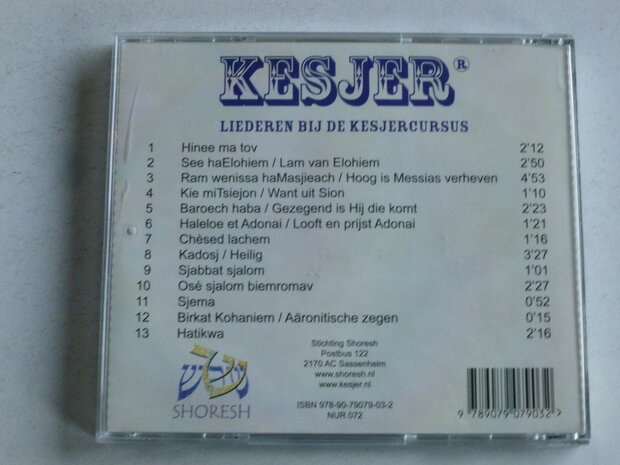 KESJER®
LIEDEREN BIJ DE KESJERCURSUS
1 Hinee ma tov 2'12
2 See haElohiem / Lam van Elohiem 2'50
3 Ram wenissa haMasjieach / Hoog is Messias verheven 4'53
4 Kie miTsiejon / Want uit Sion 1'10
5 Baroech haba / Gezegend is Hij die komt 2'23
6 Haleloe et Adonai / Looft en prijst Adonai 1'21
7 Chèsed lachem 1'16
8 Kadosj / Heilig 3'27
9 Sjabbat sjalom 1'01
10 Osè sjalom biemromav 2'27
11 Sjema 0'52
12 Birkat Kohaniem / Aäronitische zegen 0'15
13 Hatikwa 2'16
Stichting Shoresh
Postbus 122
2170 AC Sassenheim
www.shoresh.nl
www.kesjer.nl
ISBN 978-90-79079-03-2
NUR 072
SHORESH
9 789079 079032 >